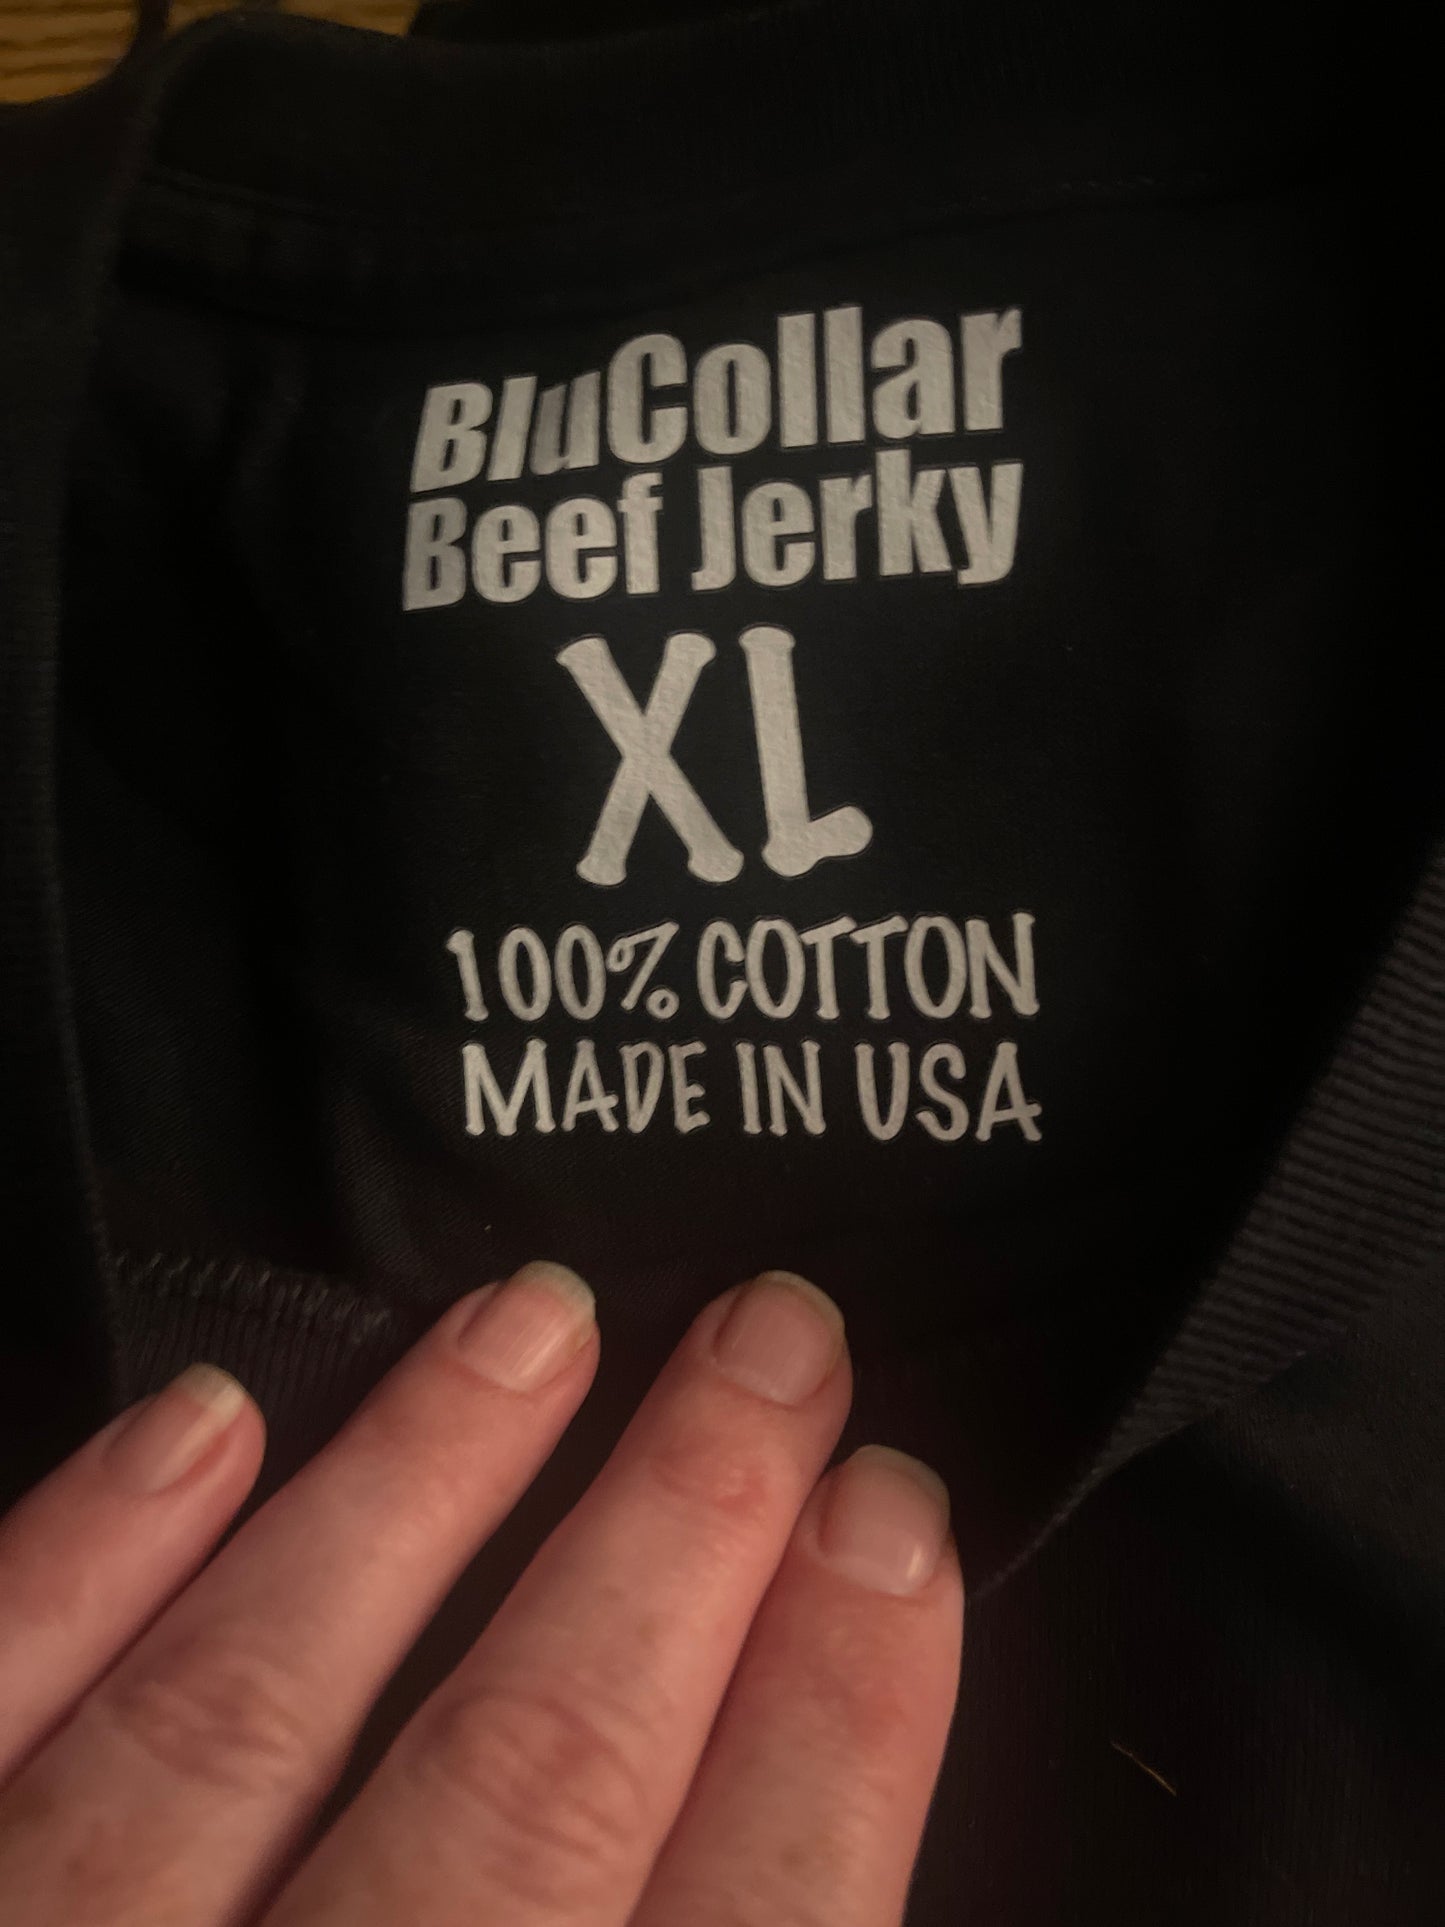 BluCollar
Beef Jerky
XL
100% COTTON
MADE IN USA